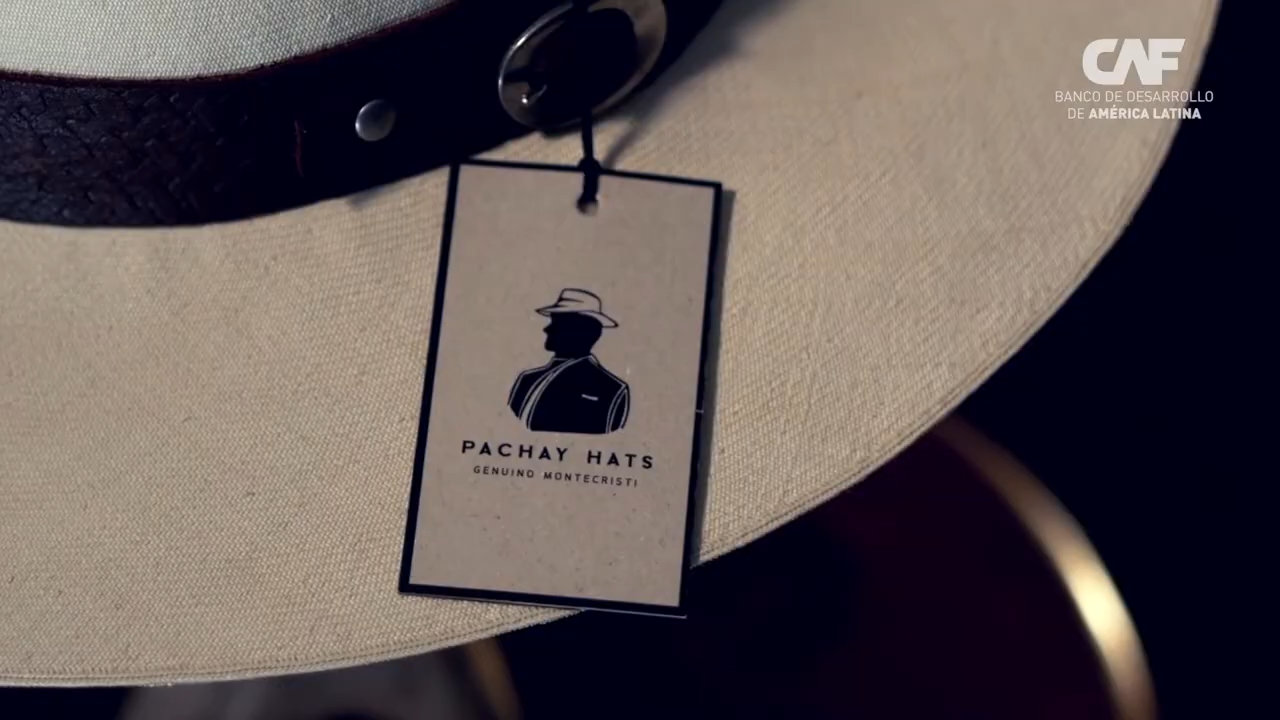 CAF
BANCO DE DESARROLLO
DE AMÉRICA LATINA
PACHAY HATS
GENUINO MONTECRISTI